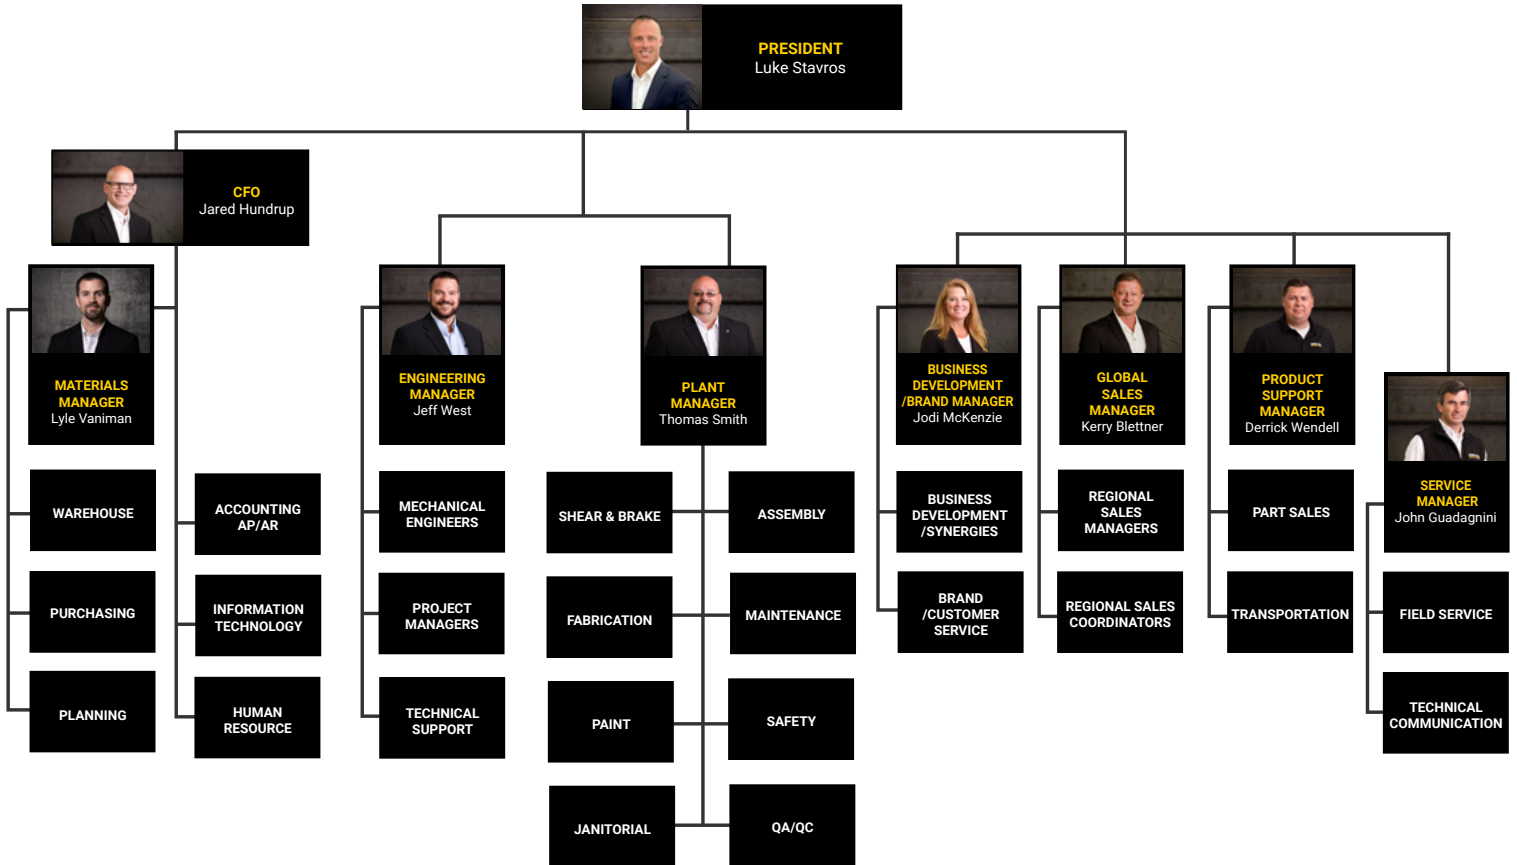 PRESIDENT
Luke Stavros
CFO
Jared Hundrup
MATERIALS
MANAGER
Lyle Vaniman
WAREHOUSE
PURCHASING
PLANNING
ACCOUNTING
AP/AR
INFORMATION
TECHNOLOGY
HUMAN
RESOURCE
ENGINEERING
MANAGER
Jeff West
MECHANICAL
ENGINEERS
PROJECT
MANAGERS
TECHNICAL
SUPPORT
PLANT
MANAGER
Thomas Smith
SHEAR & BRAKE
ASSEMBLY
FABRICATION
MAINTENANCE
PAINT
SAFETY
JANITORIAL
QA/QC
BUSINESS
DEVELOPMENT
/BRAND MANAGER
Jodi McKenzie
BUSINESS
DEVELOPMENT
/SYNERGIES
BRAND
/CUSTOMER
SERVICE
GLOBAL
SALES
MANAGER
Kerry Blettner
REGIONAL
SALES
MANAGERS
REGIONAL SALES
COORDINATORS
PRODUCT
SUPPORT
MANAGER
Derrick Wendell
PART SALES
TRANSPORTATION
SERVICE
MANAGER
John Guadagnini
FIELD SERVICE
TECHNICAL
COMMUNICATION